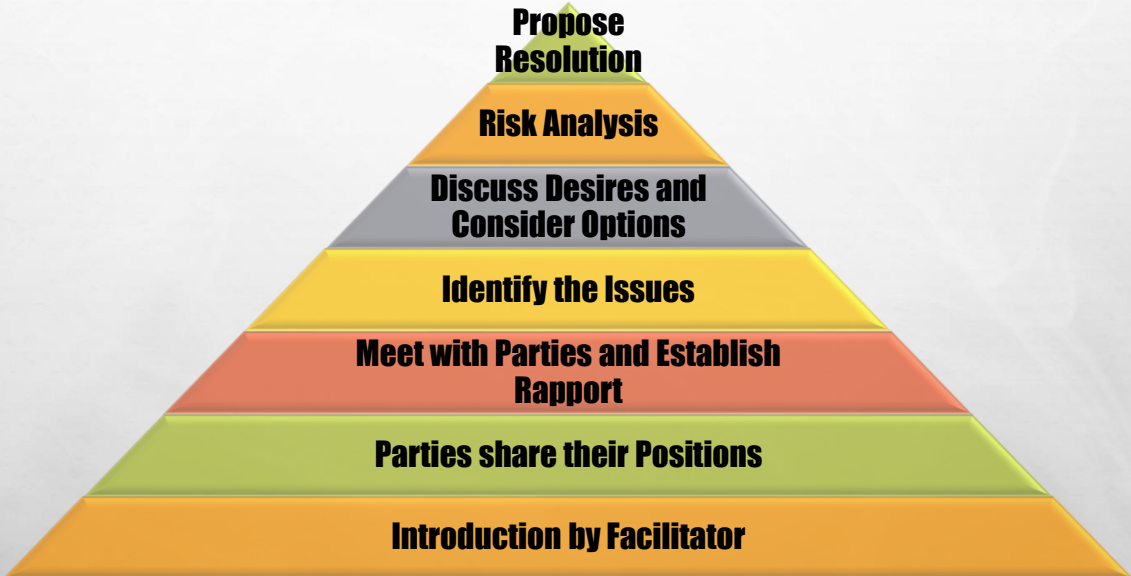 Propose
Resolution
Risk Analysis
Discuss Desires and
Consider Options
Identify the Issues
Meet with Parties and Establish
Rapport
Parties share their Positions
Introduction by Facilitator